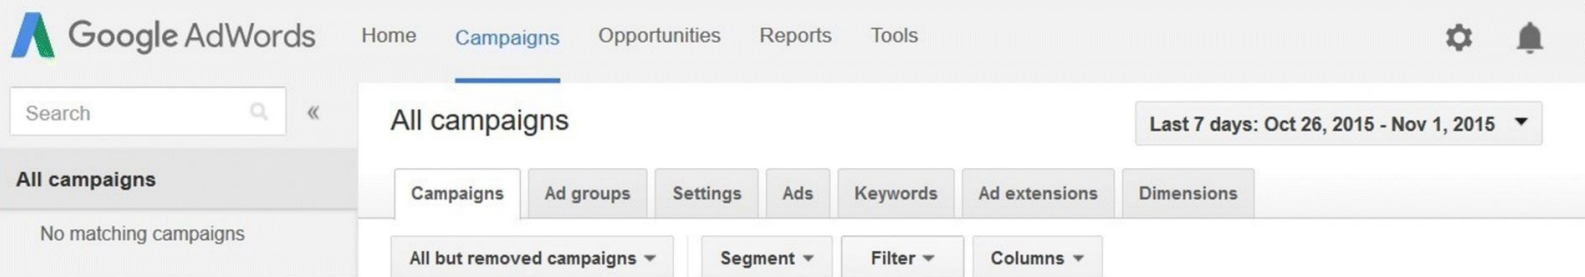 Google AdWords Home Campaigns Opportunities Reports Tools
Search «
All campaigns
Last 7 days: Oct 26, 2015 - Nov 1, 2015
All campaigns
No matching campaigns
Campaigns Ad groups Settings Ads Keywords Ad extensions Dimensions
All but removed campaigns Segment Filter Columns